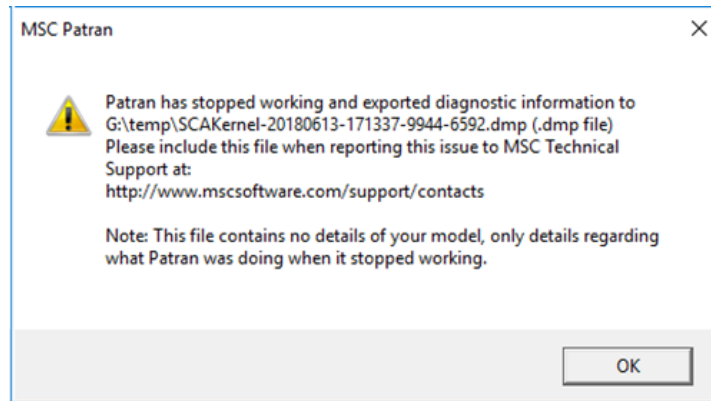 MSC Patran
Patran has stopped working and exported diagnostic information to
G:\temp\SCAKernel-20180613-171337-9944-6592.dmp (.dmp file)
Please include this file when reporting this issue to MSC Technical
Support at:
http://www.mscsoftware.com/support/contacts
Note: This file contains no details of your model, only details regarding
what Patran was doing when it stopped working.
OK